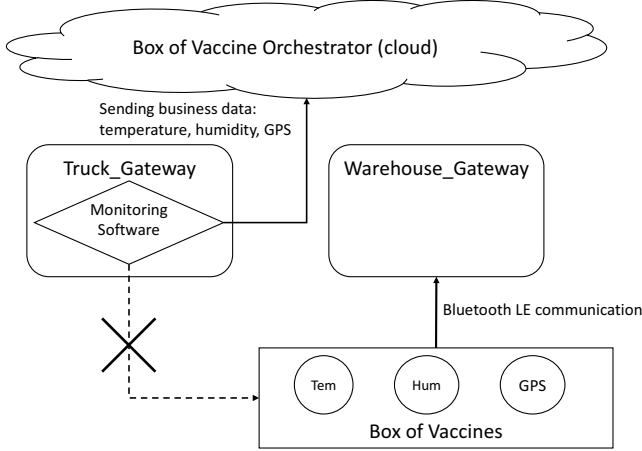 Box of Vaccine Orchestrator (cloud)
Sending business data:
temperature, humidity, GPS
Truck_Gateway
Warehouse_Gateway
Monitoring
Software
Bluetooth LE communication
Tem
Hum
GPS
Box of Vaccines